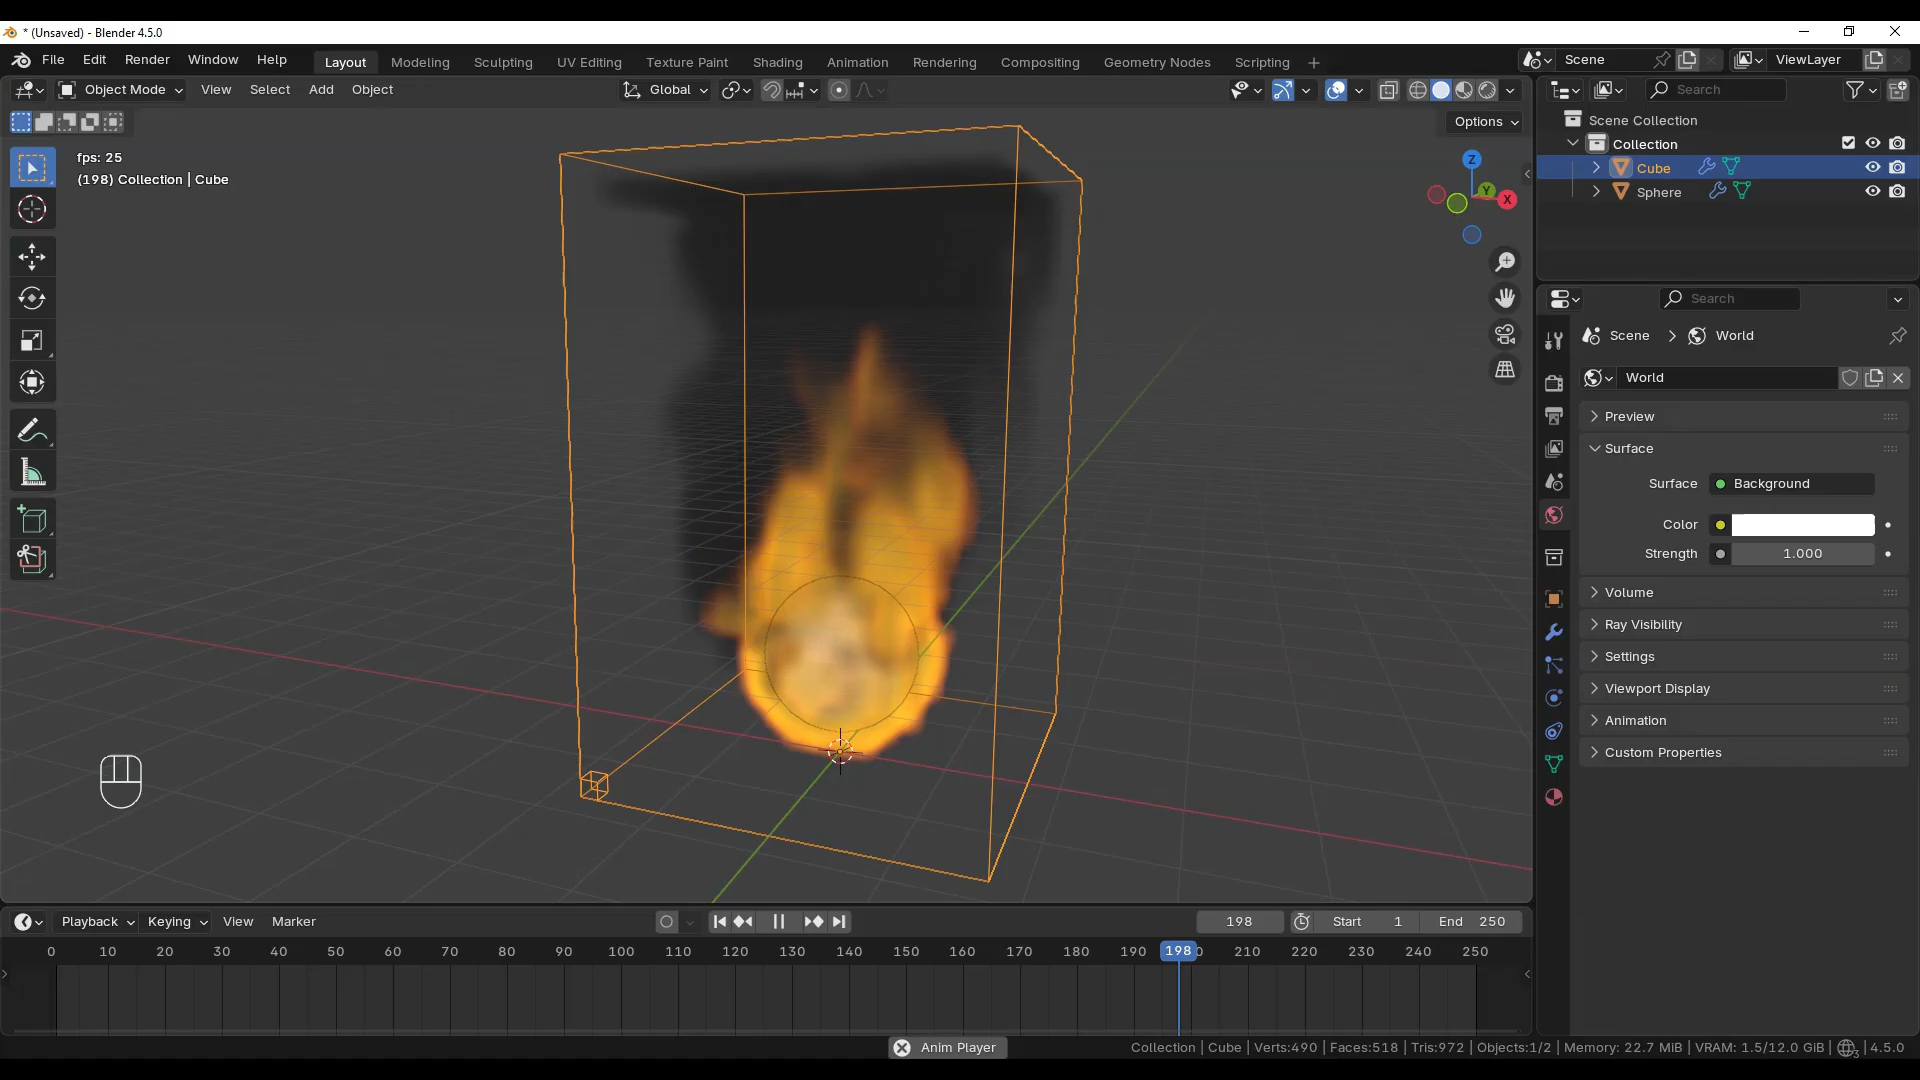 * (Unsaved) - Blender 4.5.0
File Edit Render Window Help Layout Modeling Sculpting UV Editing Texture Paint Shading Animation Rendering Compositing Geometry Nodes Scripting + Scene ViewLayer
Object Mode View Select Add Object Global Search
Options
fps: 25
(198) Collection | Cube
Z
Y
X
Scene Collection
Collection
Cube
Sphere
Search
Scene > World
World
Preview
Surface
Surface Background
Color
Strength 1.000
Volume
Ray Visibility
Settings
Viewport Display
Animation
Custom Properties
Playback Keying View Marker 198 Start 1 End 250
0 10 20 30 40 50 60 70 80 90 100 110 120 130 140 150 160 170 180 190 198 210 220 230 240 250
Anim Player Collection | Cube | Verts:490 | Faces:518 | Tris:972 | Objects:1/2 | Memory: 22.7 MiB | VRAM: 1.5/12.0 GiB | 3 | 4.5.0